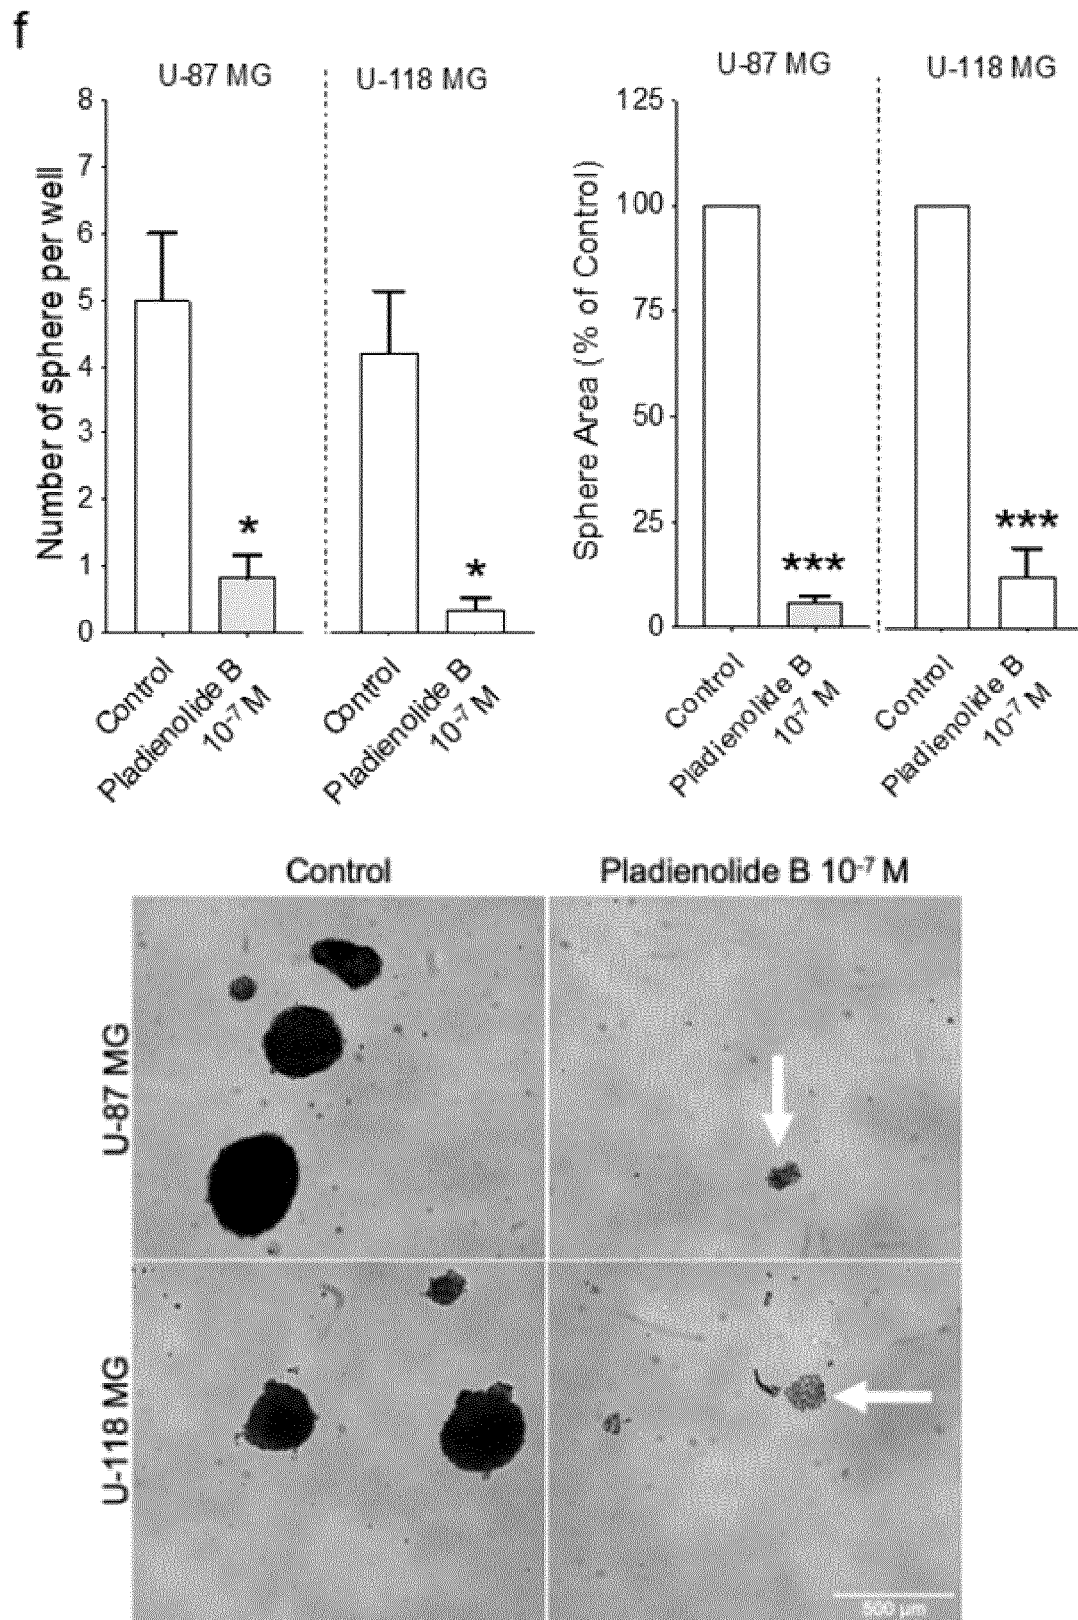 f
U-87 MG
U-118 MG
Number of sphere per well
8
7
6
5
4
3
2
1
0
*
*
Control
Pladienolide B
10⁻⁷ M
Control
Pladienolide B
10⁻⁷ M
U-87 MG
U-118 MG
Sphere Area (% of Control)
125
100
75
50
25
0
***
***
Control
Pladienolide B
10⁻⁷ M
Control
Pladienolide B
10⁻⁷ M
Control
Pladienolide B 10⁻⁷ M
U-87 MG
U-118 MG
500 µm